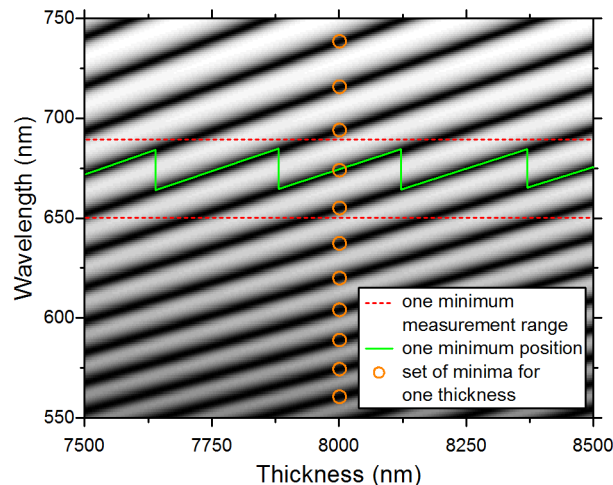 750
700
650
600
550
Wavelength (nm)
one minimum
measurement range
one minimum position
set of minima for
one thickness
7500
7750
8000
8250
8500
Thickness (nm)